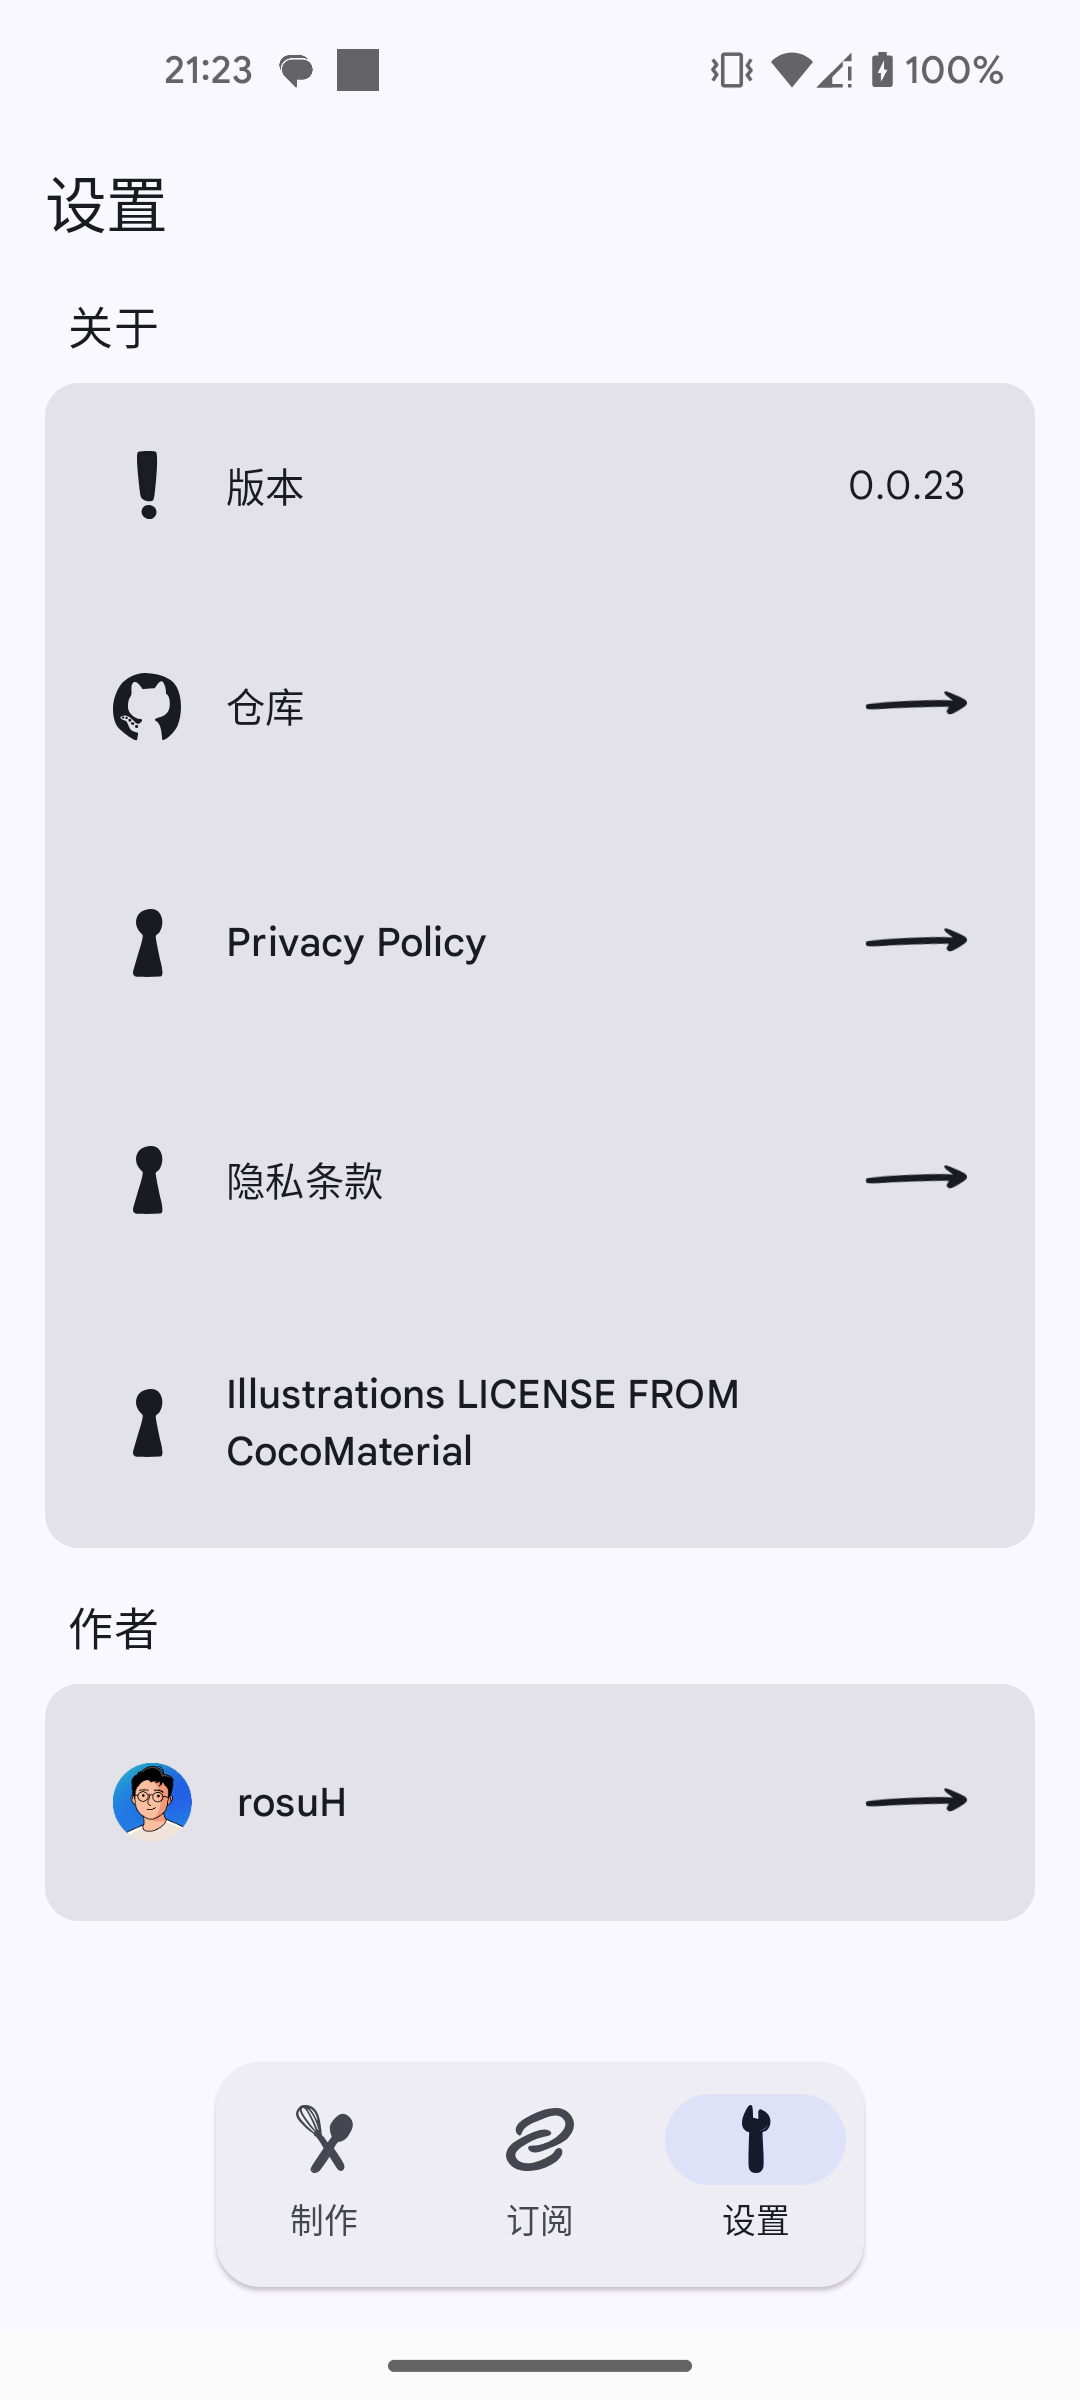 21:23
100%
设置
关于
版本
0.0.23
仓库
Privacy Policy
隐私条款
Illustrations LICENSE FROM
CocoMaterial
作者
rosuH
制作
订阅
设置